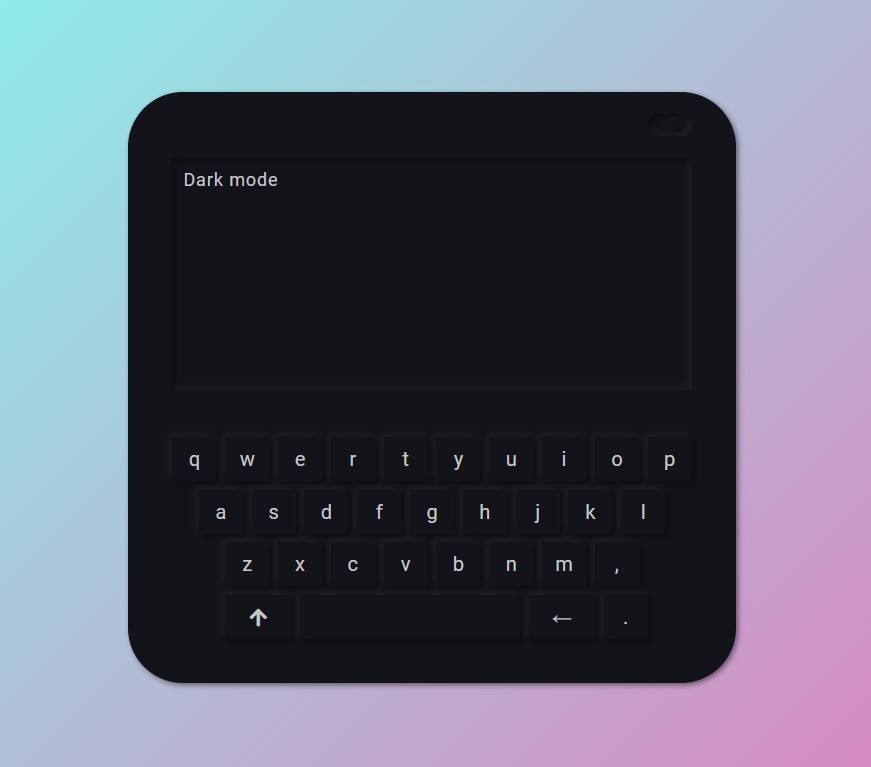 Dark mode
q w e r t y u i o p
a s d f g h j k l
z x c v b n m ,
↑ ← .